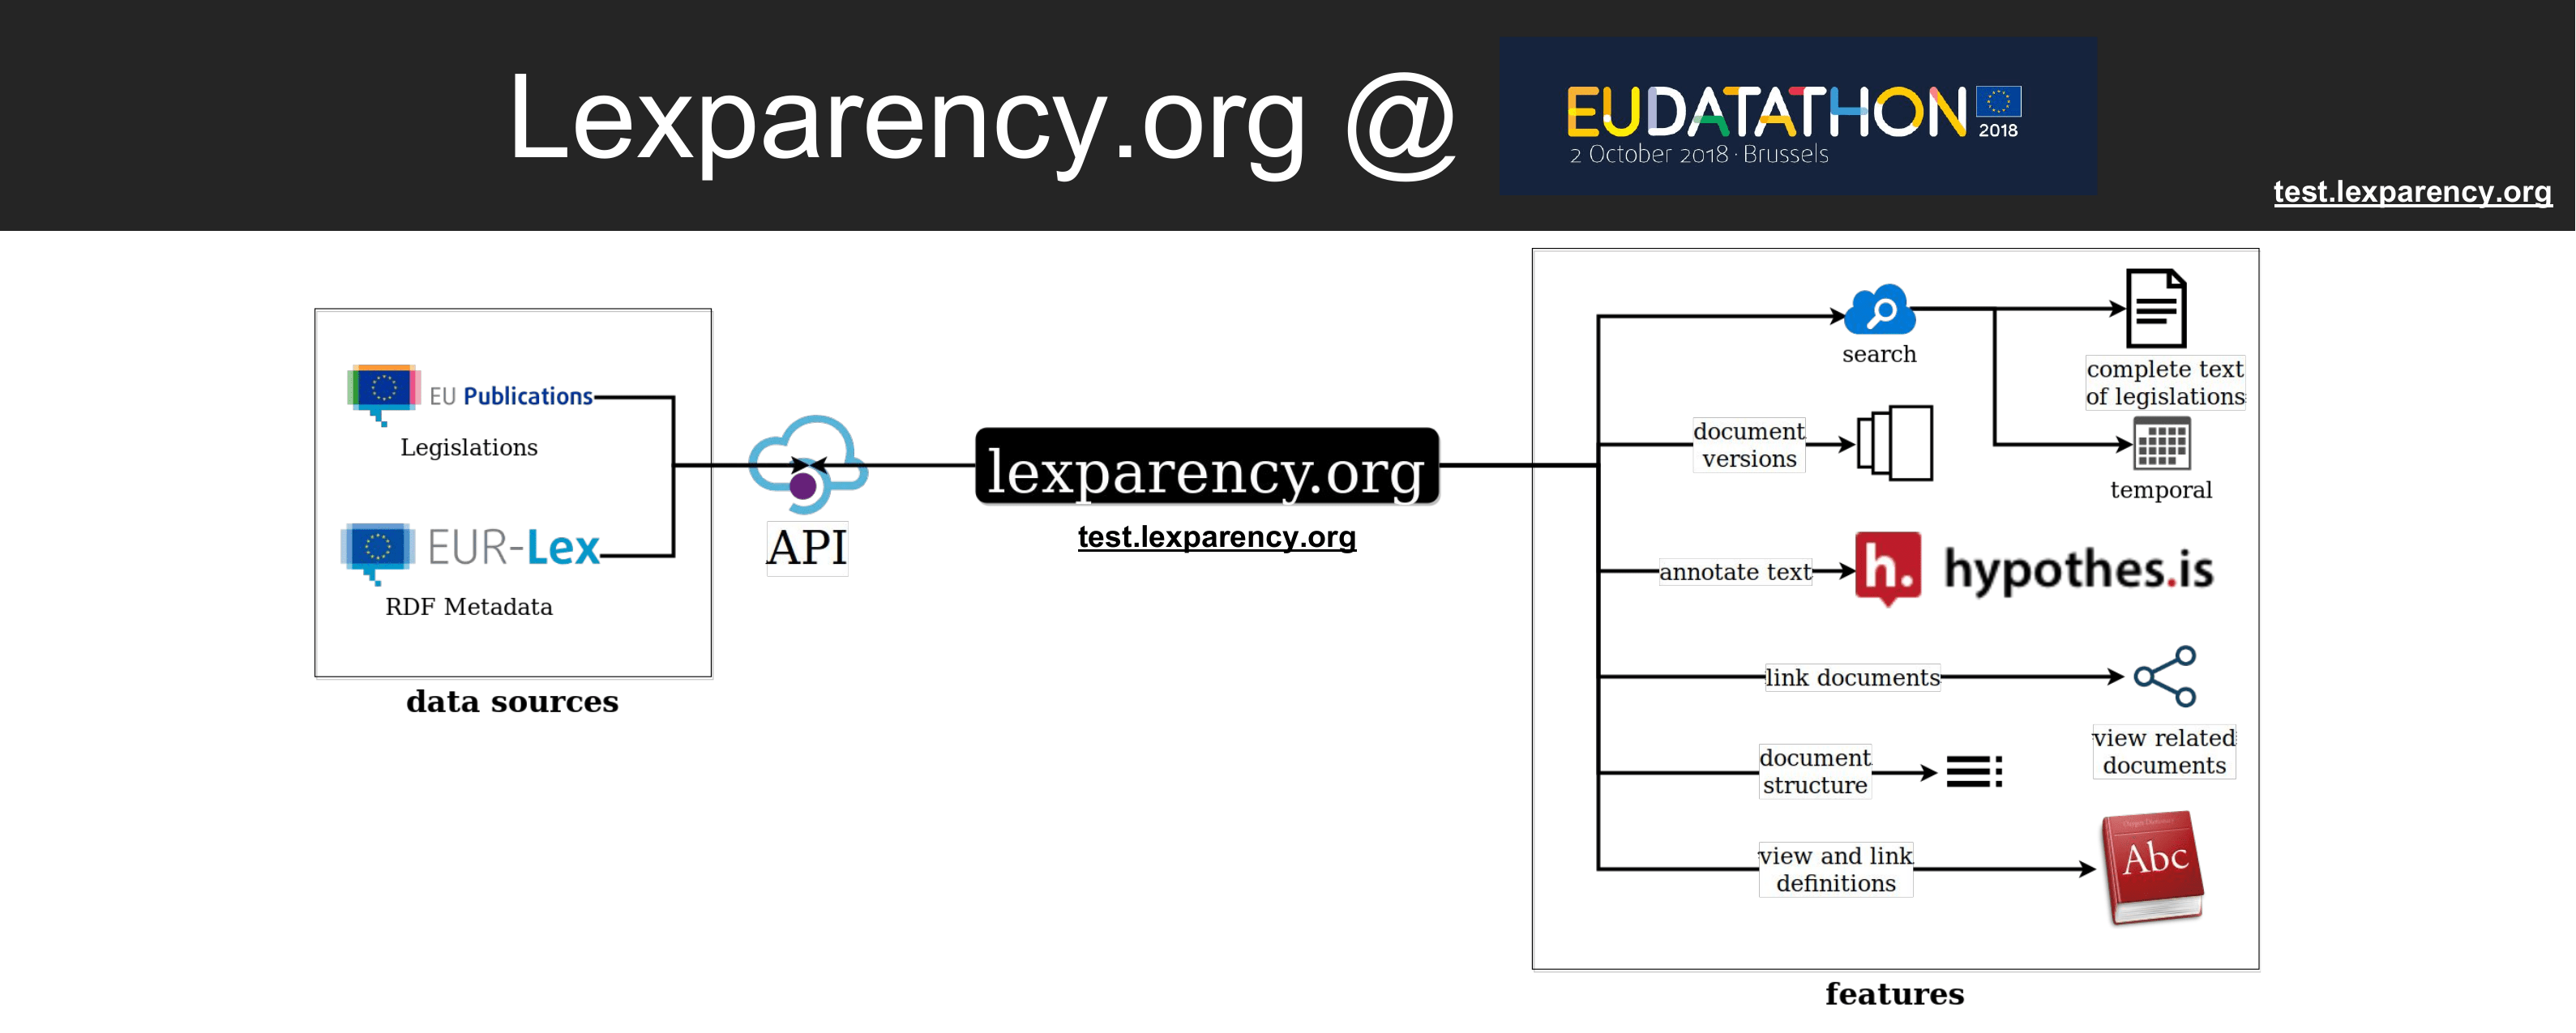 Lexparency.org @
EUDATATHON
2018
2 October 2018 · Brussels
test.lexparency.org
EU Publications
Legislations
EUR-Lex
RDF Metadata
data sources
API
lexparency.org
test.lexparency.org
search
complete text
of legislations
temporal
document
versions
annotate text
h. hypothes.is
link documents
view related
documents
document
structure
view and link
definitions
Abc
features